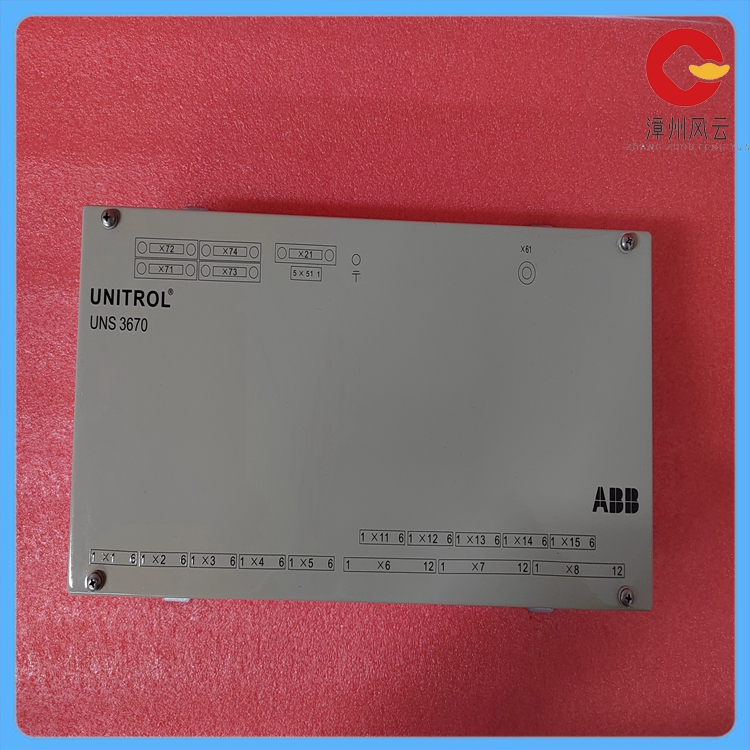 漳州风云
X72
X74
X21
X71
X73
5 X 51 1
X61
UNITROL®
UNS 3670
ABB
1 X11 6
1 X12 6
1 X13 6
1 X14 6
1 X15 6
1 X1 6
1 X2 6
1 X3 6
1 X4 6
1 X5 6
1 X6 12
1 X7 12
1 X8 12